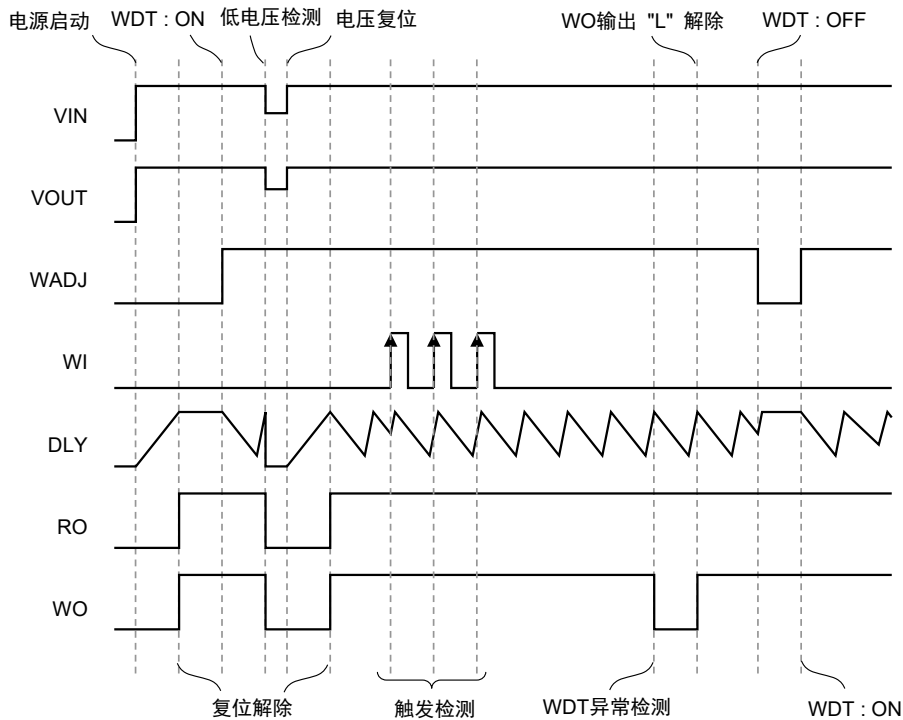 电源启动 WDT : ON 低电压检测 电压复位 WO输出 "L" 解除 WDT : OFF
VIN
VOUT
WADJ
WI
DLY
RO
WO
复位解除 触发检测 WDT异常检测 WDT : ON